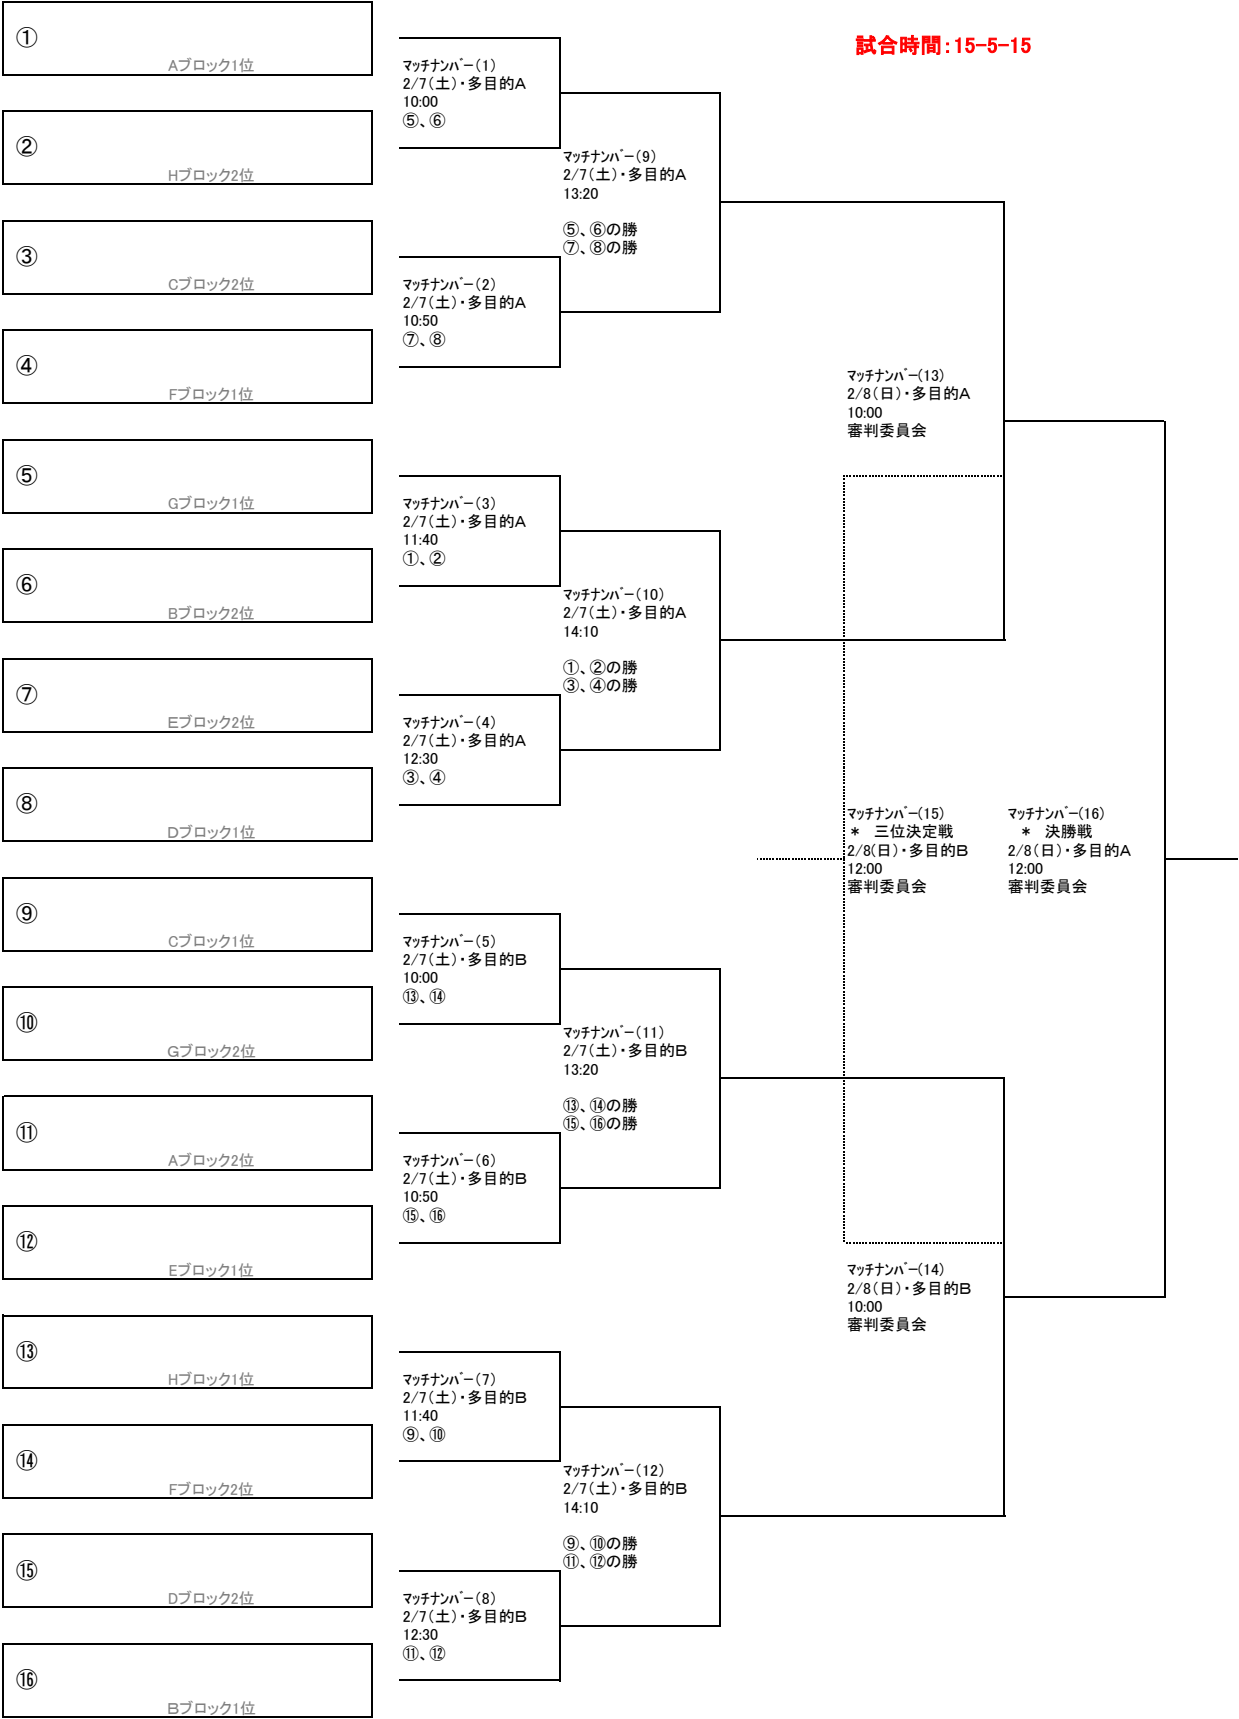 試合時間：15-5-15
①
Aブロック1位
②
Hブロック2位
③
Cブロック2位
④
Fブロック1位
⑤
Gブロック1位
⑥
Bブロック2位
⑦
Eブロック2位
⑧
Dブロック1位
⑨
Cブロック1位
⑩
Gブロック2位
⑪
Aブロック2位
⑫
Eブロック1位
⑬
Hブロック1位
⑭
Fブロック2位
⑮
Dブロック2位
⑯
Bブロック1位
ﾏｯﾁﾅﾝﾊﾞｰ（1）
2/7（土）・多目的A
10:00
⑤、⑥
ﾏｯﾁﾅﾝﾊﾞｰ（2）
2/7（土）・多目的A
10:50
⑦、⑧
ﾏｯﾁﾅﾝﾊﾞｰ（3）
2/7（土）・多目的A
11:40
①、②
ﾏｯﾁﾅﾝﾊﾞｰ（4）
2/7（土）・多目的A
12:30
③、④
ﾏｯﾁﾅﾝﾊﾞｰ（5）
2/7（土）・多目的B
10:00
⑬、⑭
ﾏｯﾁﾅﾝﾊﾞｰ（6）
2/7（土）・多目的B
10:50
⑮、⑯
ﾏｯﾁﾅﾝﾊﾞｰ（7）
2/7（土）・多目的B
11:40
⑨、⑩
ﾏｯﾁﾅﾝﾊﾞｰ（8）
2/7（土）・多目的B
12:30
⑪、⑫
ﾏｯﾁﾅﾝﾊﾞｰ（9）
2/7（土）・多目的A
13:20
⑤、⑥の勝
⑦、⑧の勝
ﾏｯﾁﾅﾝﾊﾞｰ（10）
2/7（土）・多目的A
14:10
①、②の勝
③、④の勝
ﾏｯﾁﾅﾝﾊﾞｰ（11）
2/7（土）・多目的B
13:20
⑬、⑭の勝
⑮、⑯の勝
ﾏｯﾁﾅﾝﾊﾞｰ（12）
2/7（土）・多目的B
14:10
⑨、⑩の勝
⑪、⑫の勝
ﾏｯﾁﾅﾝﾊﾞｰ（13）
2/8（日）・多目的A
10:00
審判委員会
ﾏｯﾁﾅﾝﾊﾞｰ（15）
＊　三位決定戦
2/8(日)・多目的B
12:00
審判委員会
ﾏｯﾁﾅﾝﾊﾞｰ（16）
＊　決勝戦
2/8（日）・多目的A
12:00
審判委員会
ﾏｯﾁﾅﾝﾊﾞｰ（14）
2/8（日）・多目的B
10:00
審判委員会